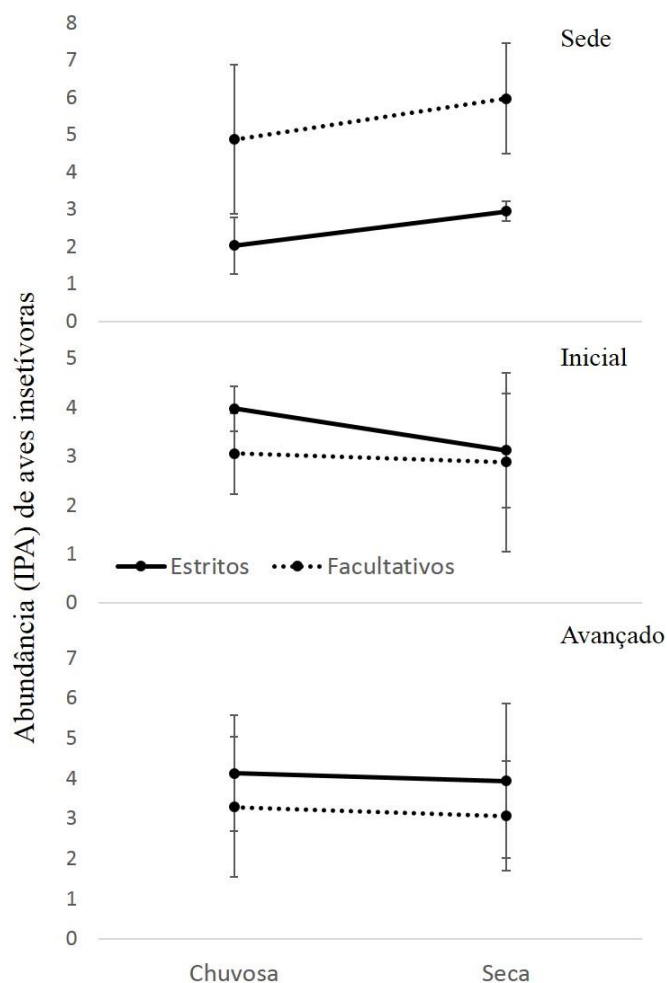 Abundância (IPA) de aves insetívoras
8
7
6
5
4
3
2
1
0
Sede
5
4
3
2
1
0
Inicial
Estritos
Facultativos
7
6
5
4
3
2
1
0
Avançado
Chuvosa
Seca